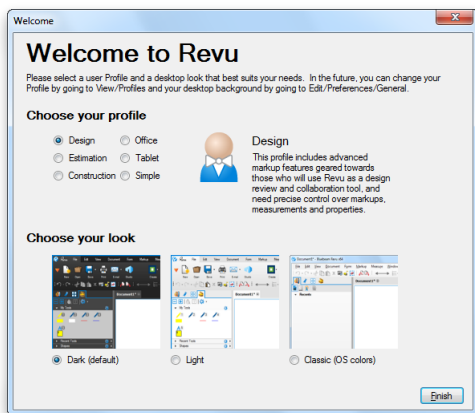 Welcome
Welcome to Revu
Please select a user Profile and a desktop look that best suits your needs. In the future, you can change your
Profile by going to View/Profiles and your desktop background by going to Edit/Preferences/General.
Choose your profile
Design
Office
Estimation
Tablet
Construction
Simple
Design
This profile includes advanced
markup features geared towards
those who will use Revu as a design
review and collaboration tool, and
need precise control over markups,
measurements and properties.
Choose your look
Dark (default)
Light
Classic (OS colors)
Finish